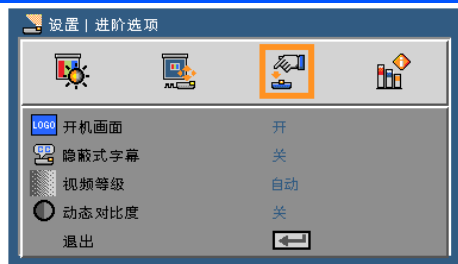 设置 | 进阶选项
LOGO 开机画面 开
CC 隐蔽式字幕 关
视频等级 自动
动态对比度 关
退出